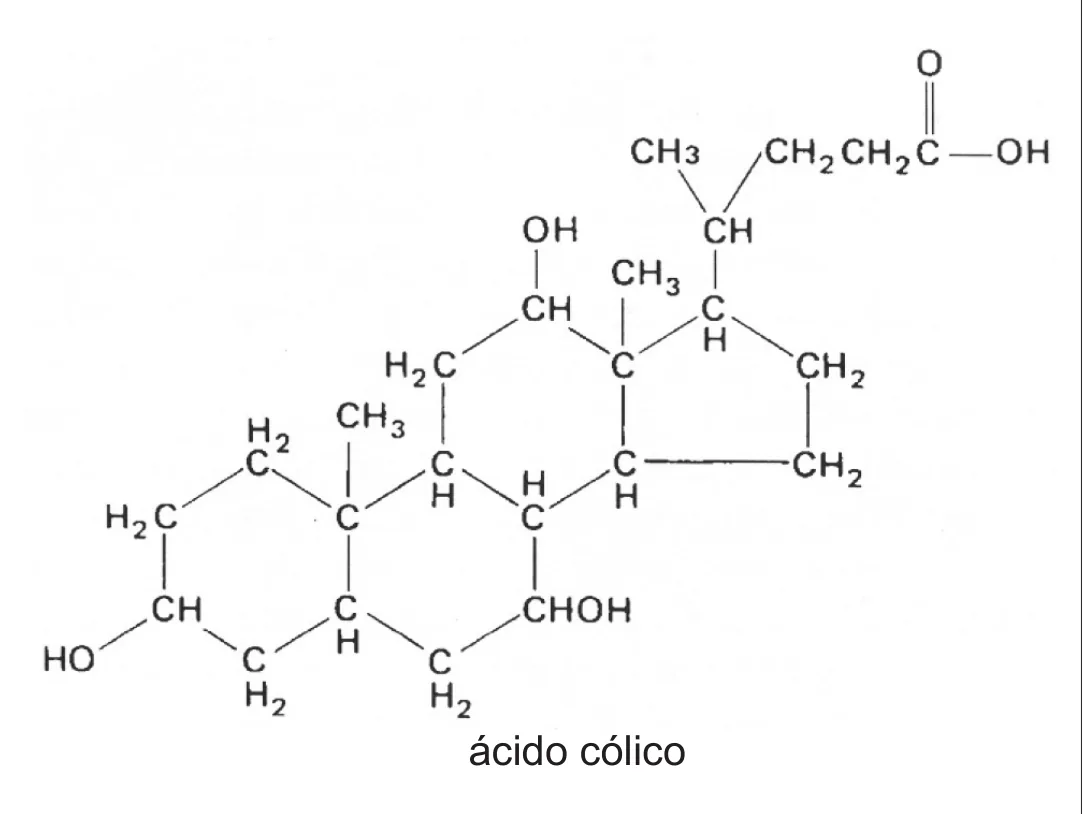 O
CH3 CH₂CH₂C—OH
OH CH
CH₃
CH C
H
H₂C C CH₂
CH₃
H₂ C H C CH₂
C H H
H₂C C C
CH C CHOH
H
HO C C
H₂ H₂
ácido cólico